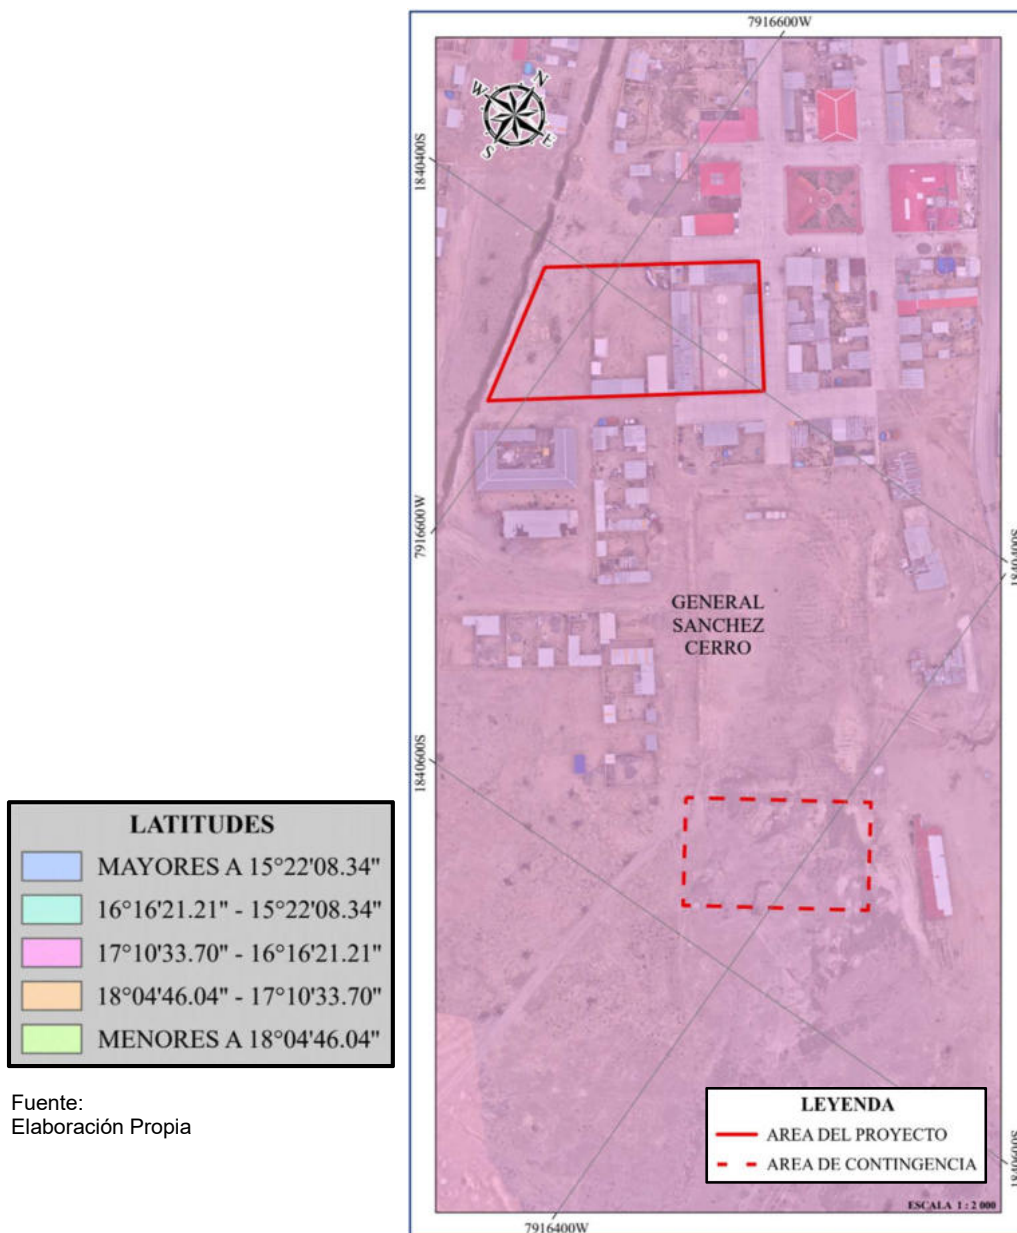 7916600W
N
W
E
S
1840400S
7916600W
1840400S
GENERAL
SANCHEZ
CERRO
1840600S
LATITUDES
MAYORES A 15°22'08.34"
16°16'21.21" - 15°22'08.34"
17°10'33.70" - 16°16'21.21"
18°04'46.04" - 17°10'33.70"
MENORES A 18°04'46.04"
Fuente:
Elaboración Propia
LEYENDA
AREA DEL PROYECTO
AREA DE CONTINGENCIA
1840600S
ESCALA 1 : 2 000
7916400W